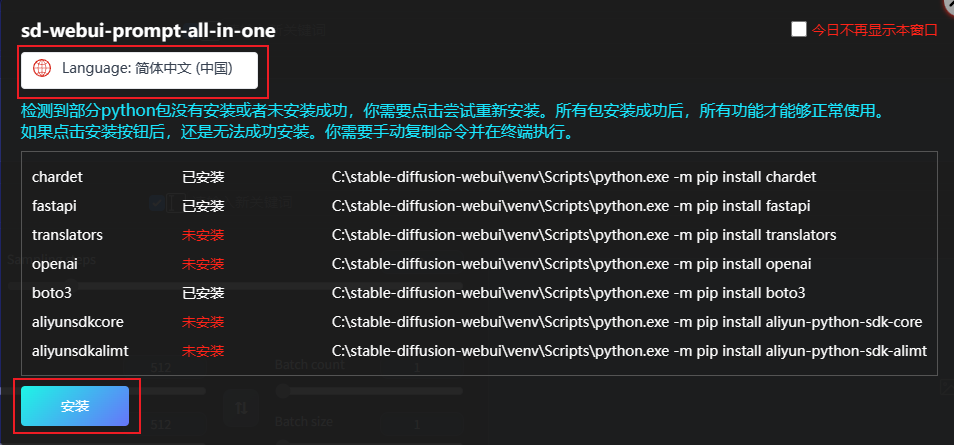 sd-webui-prompt-all-in-one
今日不再显示本窗口
Language: 简体中文 (中国)
检测到部分python包没有安装或者未安装成功，你需要点击尝试重新安装。所有包安装成功后，所有功能才能够正常使用。
如果点击安装按钮后，还是无法成功安装。你需要手动复制命令并在终端执行。
chardet 已安装 C:\stable-diffusion-webui\venv\Scripts\python.exe -m pip install chardet
fastapi 已安装 C:\stable-diffusion-webui\venv\Scripts\python.exe -m pip install fastapi
translators 未安装 C:\stable-diffusion-webui\venv\Scripts\python.exe -m pip install translators
openai 未安装 C:\stable-diffusion-webui\venv\Scripts\python.exe -m pip install openai
boto3 已安装 C:\stable-diffusion-webui\venv\Scripts\python.exe -m pip install boto3
aliyunsdkcore 未安装 C:\stable-diffusion-webui\venv\Scripts\python.exe -m pip install aliyun-python-sdk-core
aliyunsdkalimt 未安装 C:\stable-diffusion-webui\venv\Scripts\python.exe -m pip install aliyun-python-sdk-alimt
512 Batch count 1
安装
512 Batch size 1